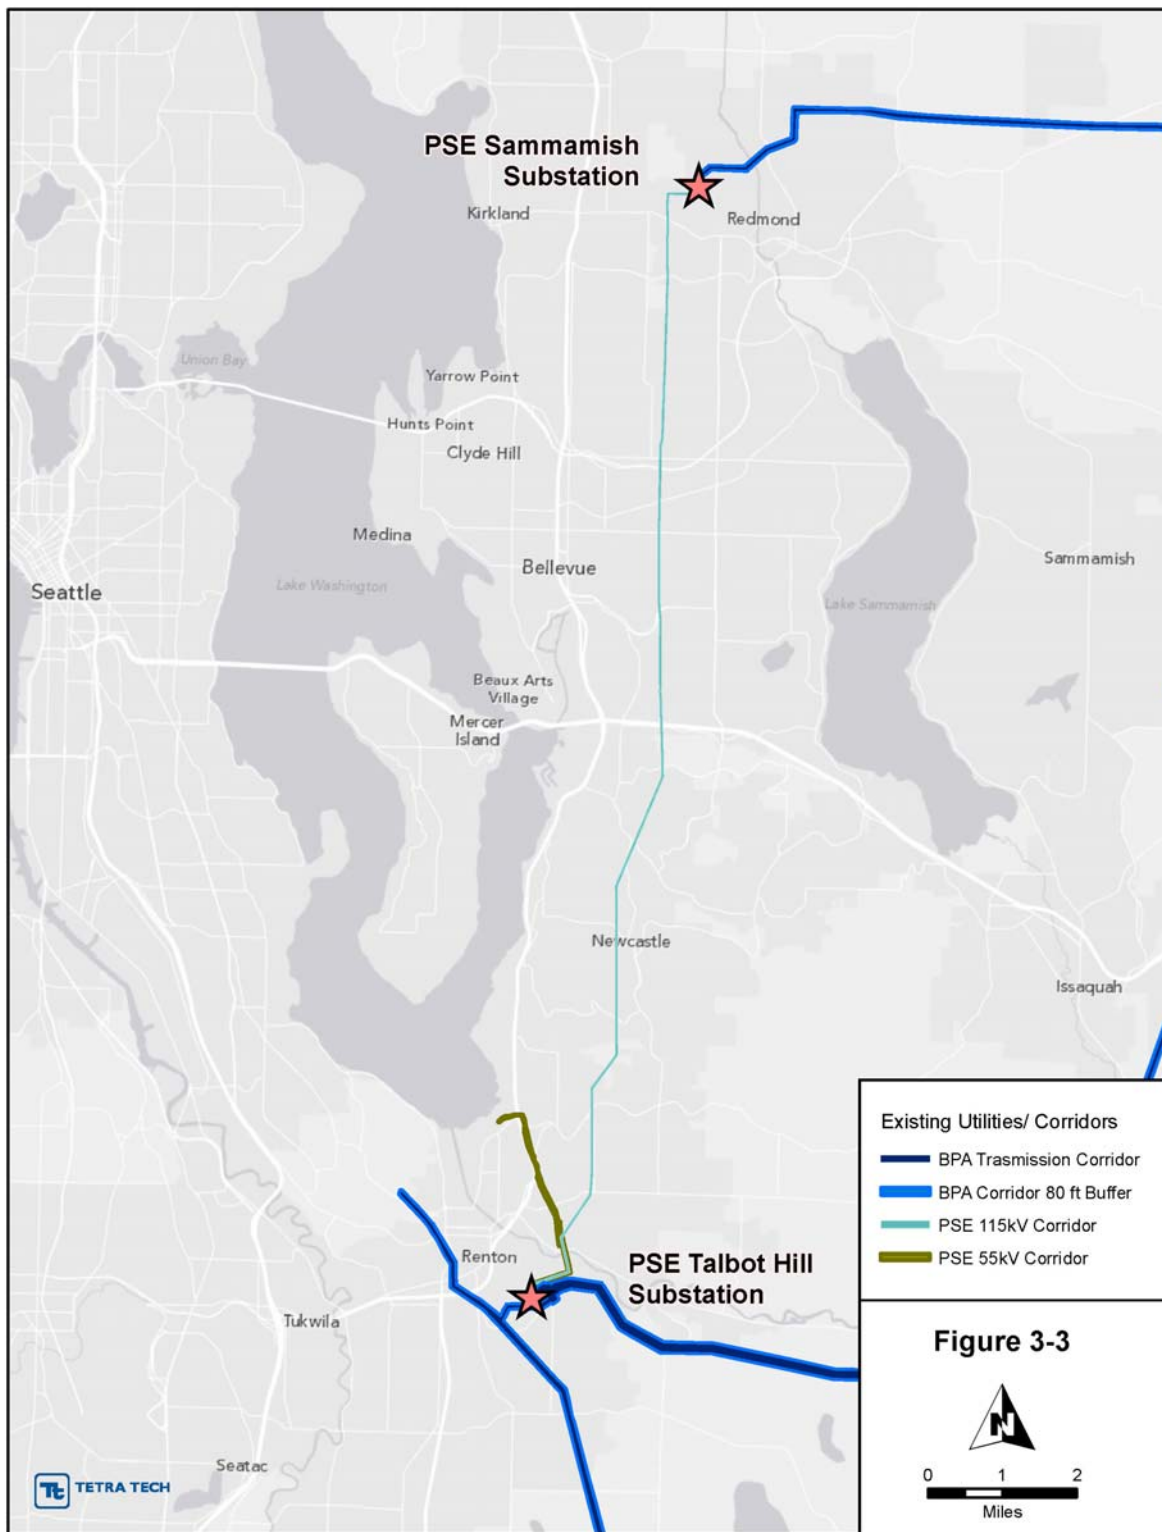 PSE Sammamish
Substation
Kirkland
Redmond
Union Bay
Yarrow Point
Hunts Point
Clyde Hill
Medina
Bellevue
Sammamish
Seattle
Lake Washington
Lake Sammamish
Beaux Arts
Village
Mercer
Island
Newcastle
Issaquah
Renton
PSE Talbot Hill
Substation
Tukwila
Seatac
Existing Utilities/ Corridors
BPA Trasmission Corridor
BPA Corridor 80 ft Buffer
PSE 115kV Corridor
PSE 55kV Corridor
Figure 3-3
N
0 1 2
Miles
Tt TETRA TECH